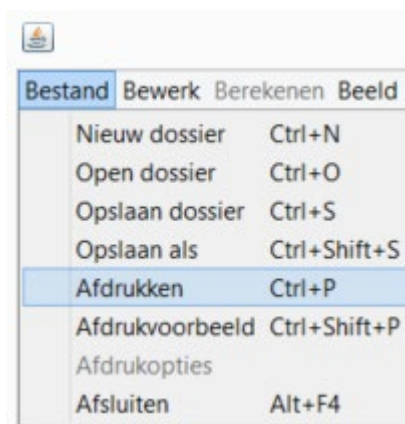 Bestand Bewerk Berekenen Beeld
Nieuw dossier Ctrl+N
Open dossier Ctrl+O
Opslaan dossier Ctrl+S
Opslaan als Ctrl+Shift+S
Afdrukken Ctrl+P
Afdrukvoorbeeld Ctrl+Shift+P
Afdrukopties
Afsluiten Alt+F4